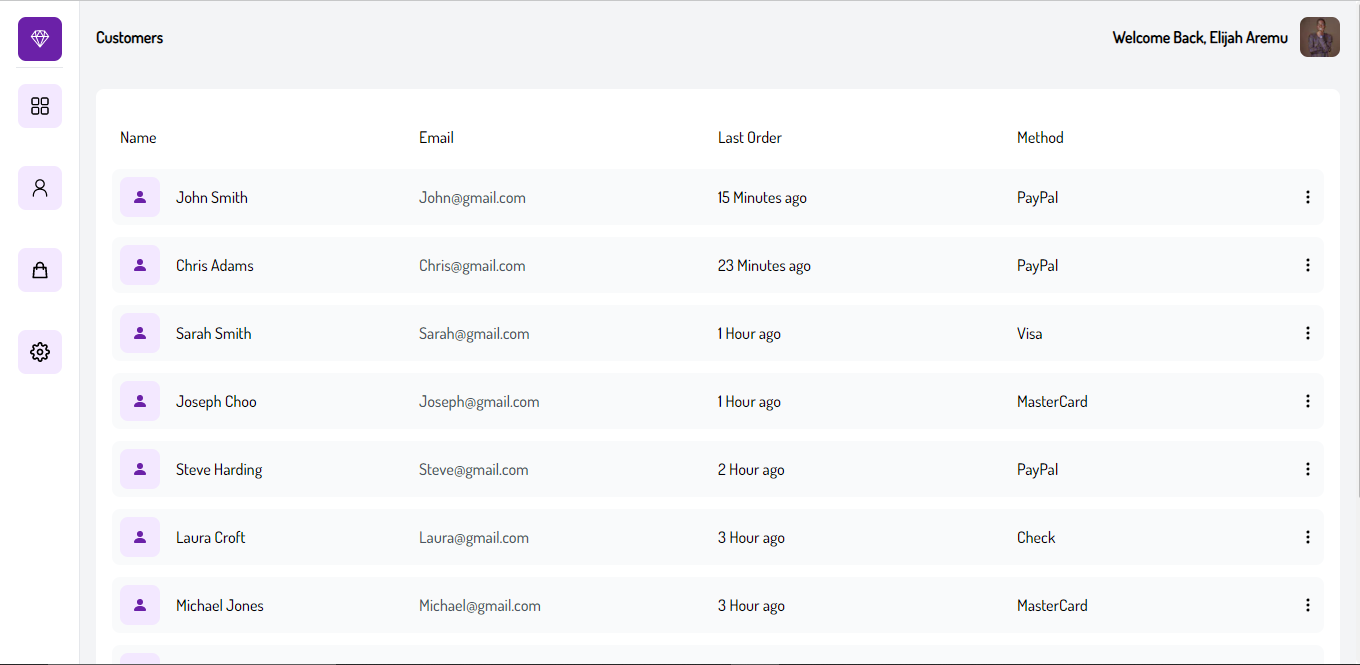 Customers Welcome Back, Elijah Aremu
Name Email Last Order Method
John Smith John@gmail.com 15 Minutes ago PayPal
Chris Adams Chris@gmail.com 23 Minutes ago PayPal
Sarah Smith Sarah@gmail.com 1 Hour ago Visa
Joseph Choo Joseph@gmail.com 1 Hour ago MasterCard
Steve Harding Steve@gmail.com 2 Hour ago PayPal
Laura Croft Laura@gmail.com 3 Hour ago Check
Michael Jones Michael@gmail.com 3 Hour ago MasterCard